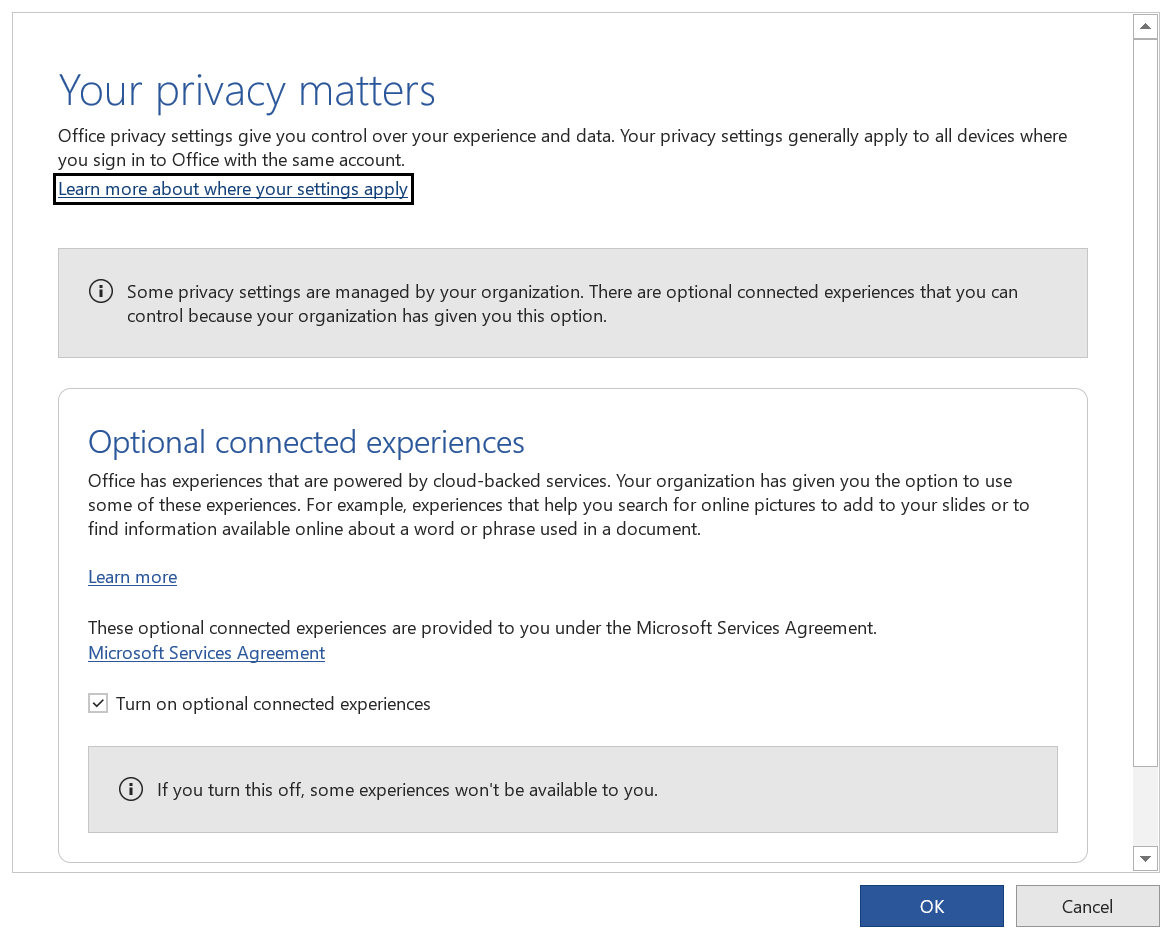 Your privacy matters
Office privacy settings give you control over your experience and data. Your privacy settings generally apply to all devices where
you sign in to Office with the same account.
Learn more about where your settings apply
Some privacy settings are managed by your organization. There are optional connected experiences that you can
control because your organization has given you this option.
Optional connected experiences
Office has experiences that are powered by cloud-backed services. Your organization has given you the option to use
some of these experiences. For example, experiences that help you search for online pictures to add to your slides or to
find information available online about a word or phrase used in a document.
Learn more
These optional connected experiences are provided to you under the Microsoft Services Agreement.
Microsoft Services Agreement
Turn on optional connected experiences
If you turn this off, some experiences won't be available to you.
OK
Cancel